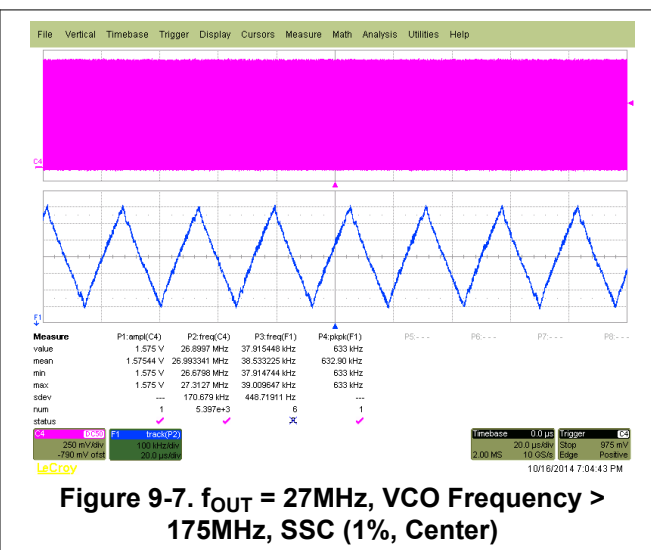 File Vertical Timebase Trigger Display Cursors Measure Math Analysis Utilities Help
C4
F1
Measure P1:ampl(C4) P2:freq(C4) P3:freq(F1) P4:pkpk(F1) P5:- - - P6:- - - P7:- - - P8:- - -
value 1.575 V 26.8997 MHz 37.915448 kHz 633 kHz
mean 1.57544 V 26.993341 MHz 38.533225 kHz 632.90 kHz
min 1.575 V 26.6798 MHz 37.914744 kHz 633 kHz
max 1.575 V 27.3127 MHz 39.009647 kHz 633 kHz
sdev --- 170.679 kHz 448.71911 Hz ---
num 1 5.397e+3 6 1
status
C4 DC50 F1 track(P2) Timebase 0.0 µs Trigger C4
250 mV/div 100 kHz/div 20.0 µs/div Stop 975 mV
-790 mV ofst 20.0 µs/div 2.00 MS 10 GS/s Edge Positive
LeCroy 10/16/2014 7:04:43 PM
Figure 9-7. fOUT = 27MHz, VCO Frequency >
175MHz, SSC (1%, Center)